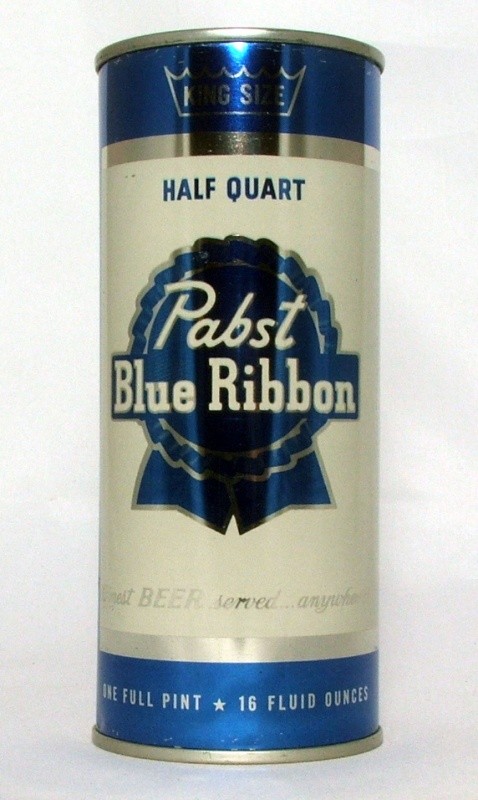 KING SIZE
HALF QUART
Pabst
Blue Ribbon
BEER served...
ONE FULL PINT ★ 16 FLUID OUNCES